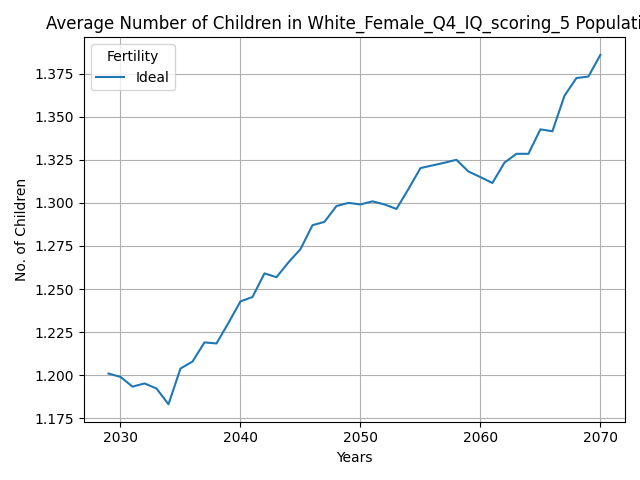 Average Number of Children in White_Female_Q4_IQ_scoring_5 Populati
Fertility
Ideal
No. of Children
1.375
1.350
1.325
1.300
1.275
1.250
1.225
1.200
1.175
2030 2040 2050 2060 2070
Years